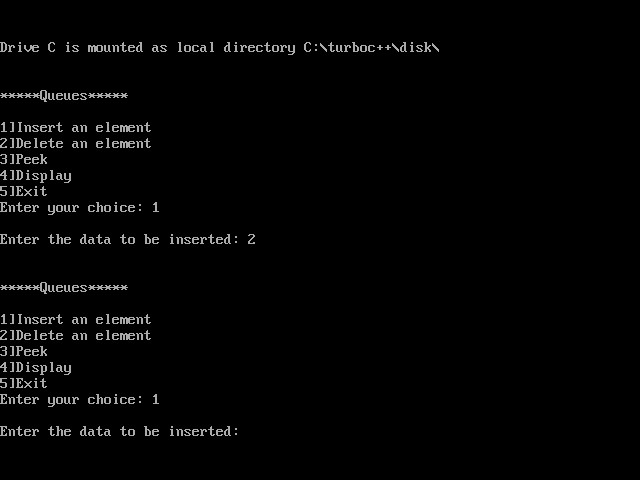 Drive C is mounted as local directory C:\turboc++\disk\
*****Queues*****
1]Insert an element
2]Delete an element
3]Peek
4]Display
5]Exit
Enter your choice: 1
Enter the data to be inserted: 2
*****Queues*****
1]Insert an element
2]Delete an element
3]Peek
4]Display
5]Exit
Enter your choice: 1
Enter the data to be inserted: